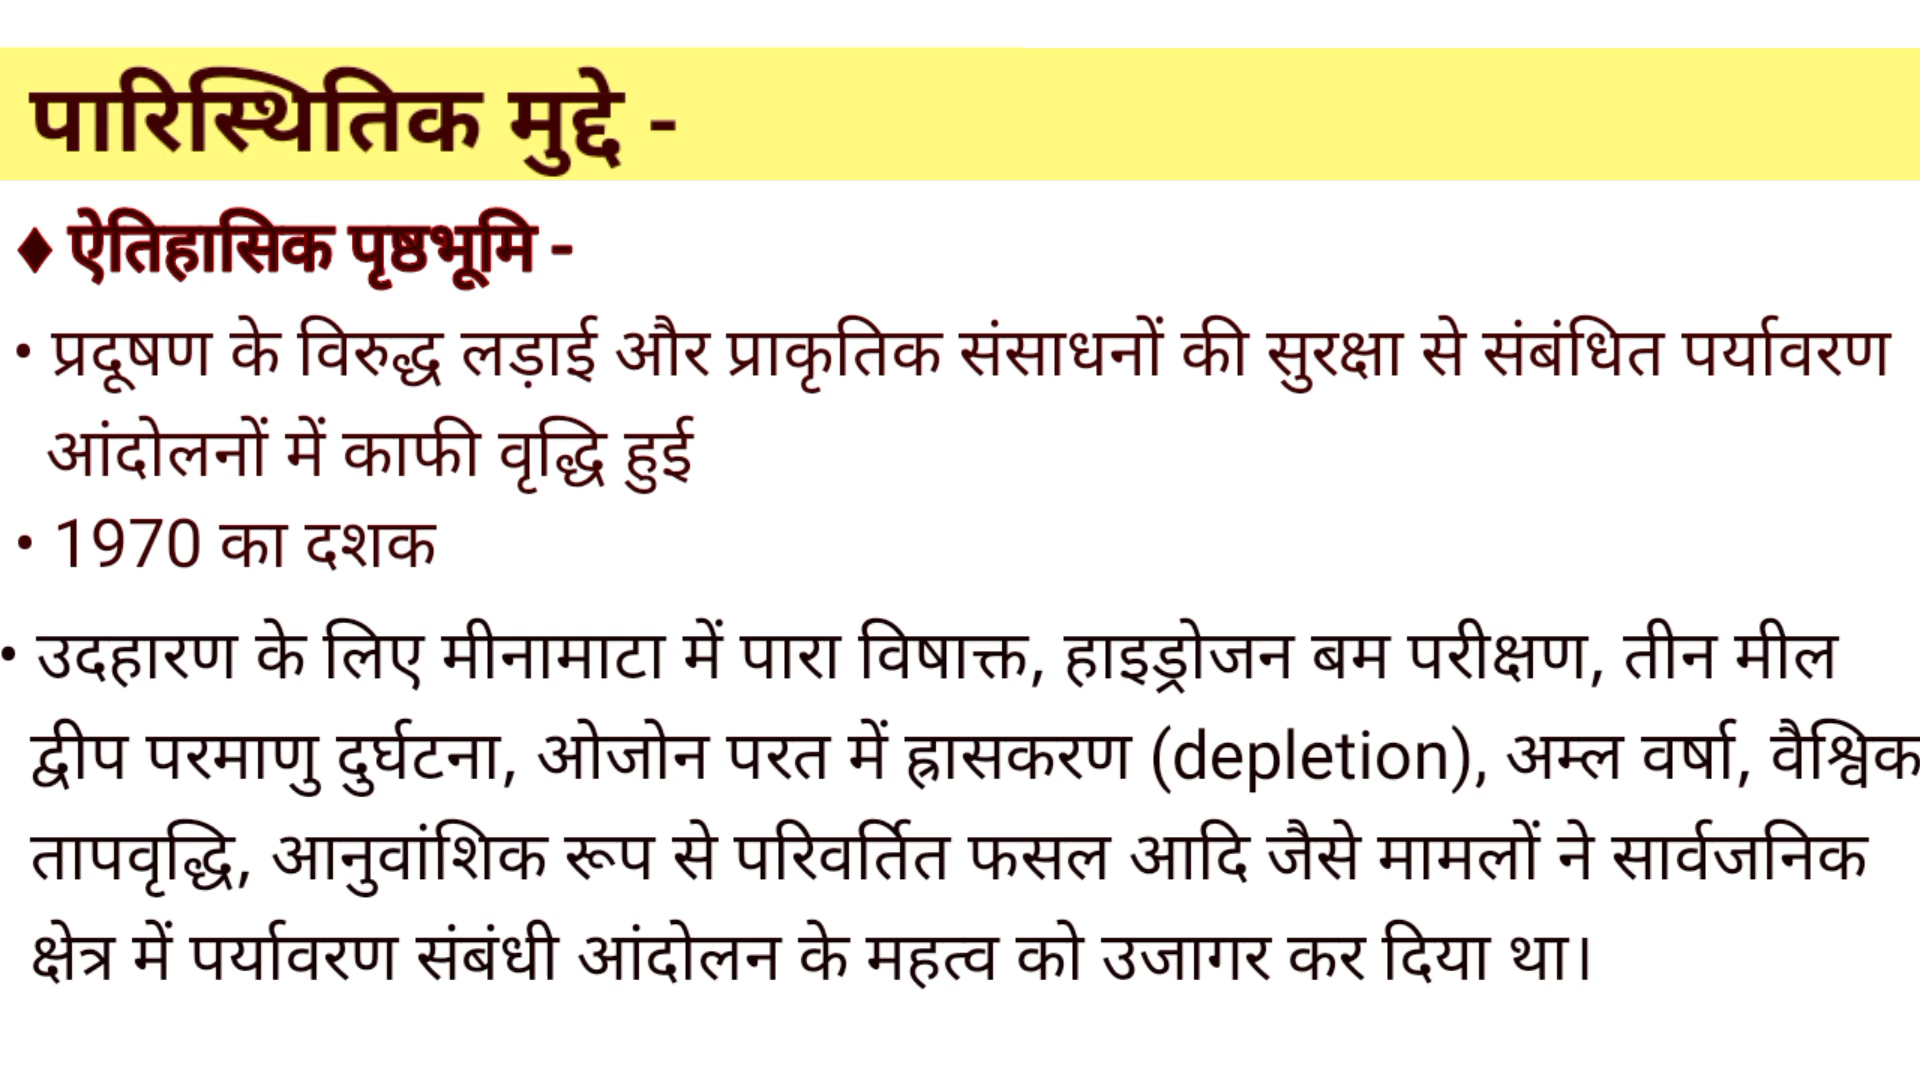 पारिस्थितिक मुद्दे -
♦ ऐतिहासिक पृष्ठभूमि -
• प्रदूषण के विरुद्ध लड़ाई और प्राकृतिक संसाधनों की सुरक्षा से संबंधित पर्यावरण
आंदोलनों में काफी वृद्धि हुई
• 1970 का दशक
• उदहारण के लिए मीनामाटा में पारा विषाक्त, हाइड्रोजन बम परीक्षण, तीन मील
द्वीप परमाणु दुर्घटना, ओजोन परत में ह्रासकरण (depletion), अम्ल वर्षा, वैश्विक
तापवृद्धि, आनुवांशिक रूप से परिवर्तित फसल आदि जैसे मामलों ने सार्वजनिक
क्षेत्र में पर्यावरण संबंधी आंदोलन के महत्व को उजागर कर दिया था।